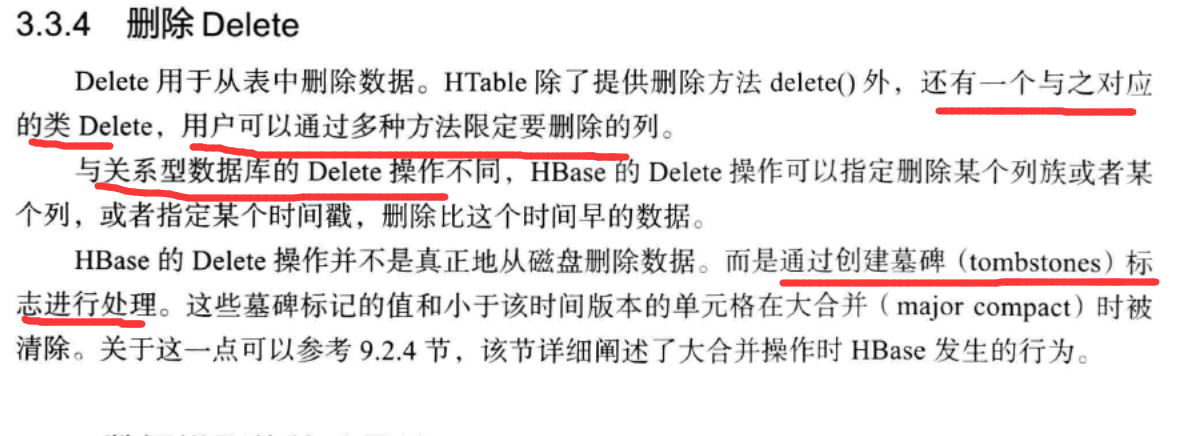 3.3.4 删除 Delete
Delete 用于从表中删除数据。HTable 除了提供删除方法 delete() 外，还有一个与之对应
的类 Delete，用户可以通过多种方法限定要删除的列。
与关系型数据库的 Delete 操作不同，HBase 的 Delete 操作可以指定删除某个列族或者某
个列，或者指定某个时间戳，删除比这个时间早的数据。
HBase 的 Delete 操作并不是真正地从磁盘删除数据。而是通过创建墓碑（tombstones）标
志进行处理。这些墓碑标记的值和小于该时间版本的单元格在大合并（major compact）时被
清除。关于这一点可以参考 9.2.4 节，该节详细阐述了大合并操作时 HBase 发生的行为。